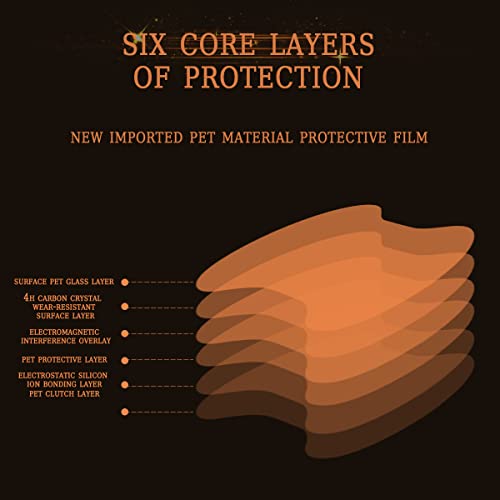 SIX CORE LAYERS
OF PROTECTION
NEW IMPORTED PET MATERIAL PROTECTIVE FILM
SURFACE PET GLASS LAYER
4H CARBON CRYSTAL
WEAR-RESISTANT
SURFACE LAYER
ELECTROMAGNETIC
INTERFERENCE OVERLAY
PET PROTECTIVE LAYER
ELECTROSTATIC SILICON
ION BONDING LAYER
PET CLUTCH LAYER